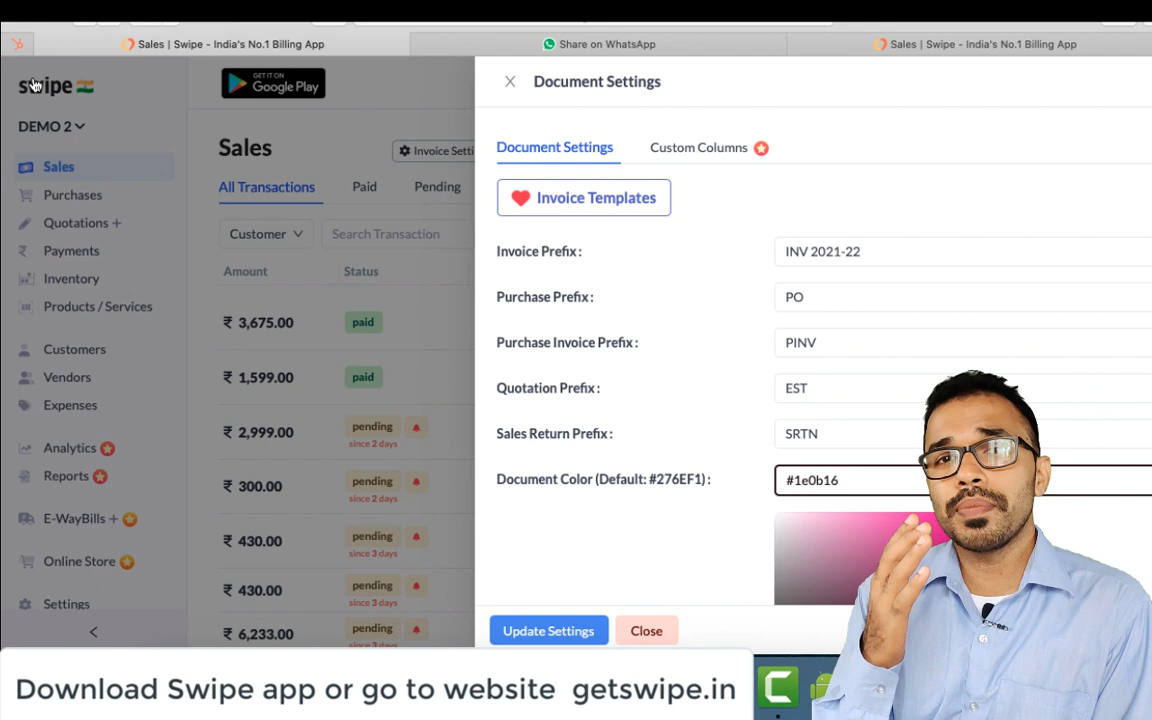 Sales | Swipe - India's No.1 Billing App
Share on WhatsApp
Sales | Swipe - India's No.1 Billing App
swipe
DEMO 2
Sales
Purchases
Quotations +
Payments
Inventory
Products / Services
Customers
Vendors
Expenses
Analytics
Reports
E-WayBills +
Online Store
Settings
GET IT ON
Google Play
Sales
Invoice Setti
All Transactions Paid Pending
Customer
Search Transaction
Amount Status
₹ 3,675.00 paid
₹ 1,599.00 paid
₹ 2,999.00 pending
since 2 days
₹ 300.00 pending
since 2 days
₹ 430.00 pending
since 3 days
₹ 430.00 pending
since 3 days
₹ 6,233.00 pending
since 3 days
Document Settings
Document Settings Custom Columns
Invoice Templates
Invoice Prefix : INV 2021-22
Purchase Prefix : PO
Purchase Invoice Prefix : PINV
Quotation Prefix : EST
Sales Return Prefix : SRTN
Document Color (Default: #276EF1) : #1e0b16
Update Settings Close
Download Swipe app or go to website getswipe.in